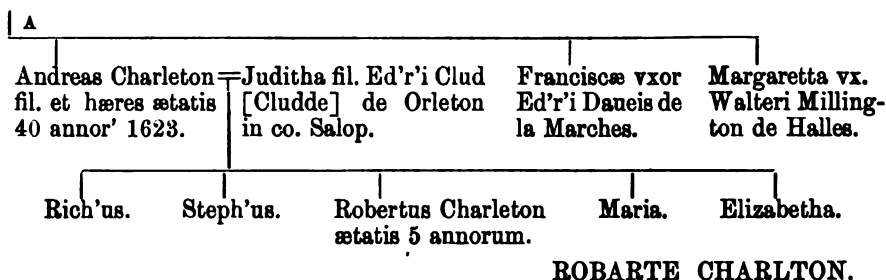 A
Andreas Charleton
fil. et hæres ætatis
40 annor' 1623.
Juditha fil. Ed'r'i Clud
[Cludde] de Orleton
in co. Salop.
Franciscæ vxor
Ed'r'i Daueis de
la Marches.
Margaretta vx.
Walteri Milling-
ton de Halles.
Rich'us.
Steph'us.
Robertus Charleton
ætatis 5 annorum.
Maria.
Elizabetha.
ROBARTE CHARLTON.